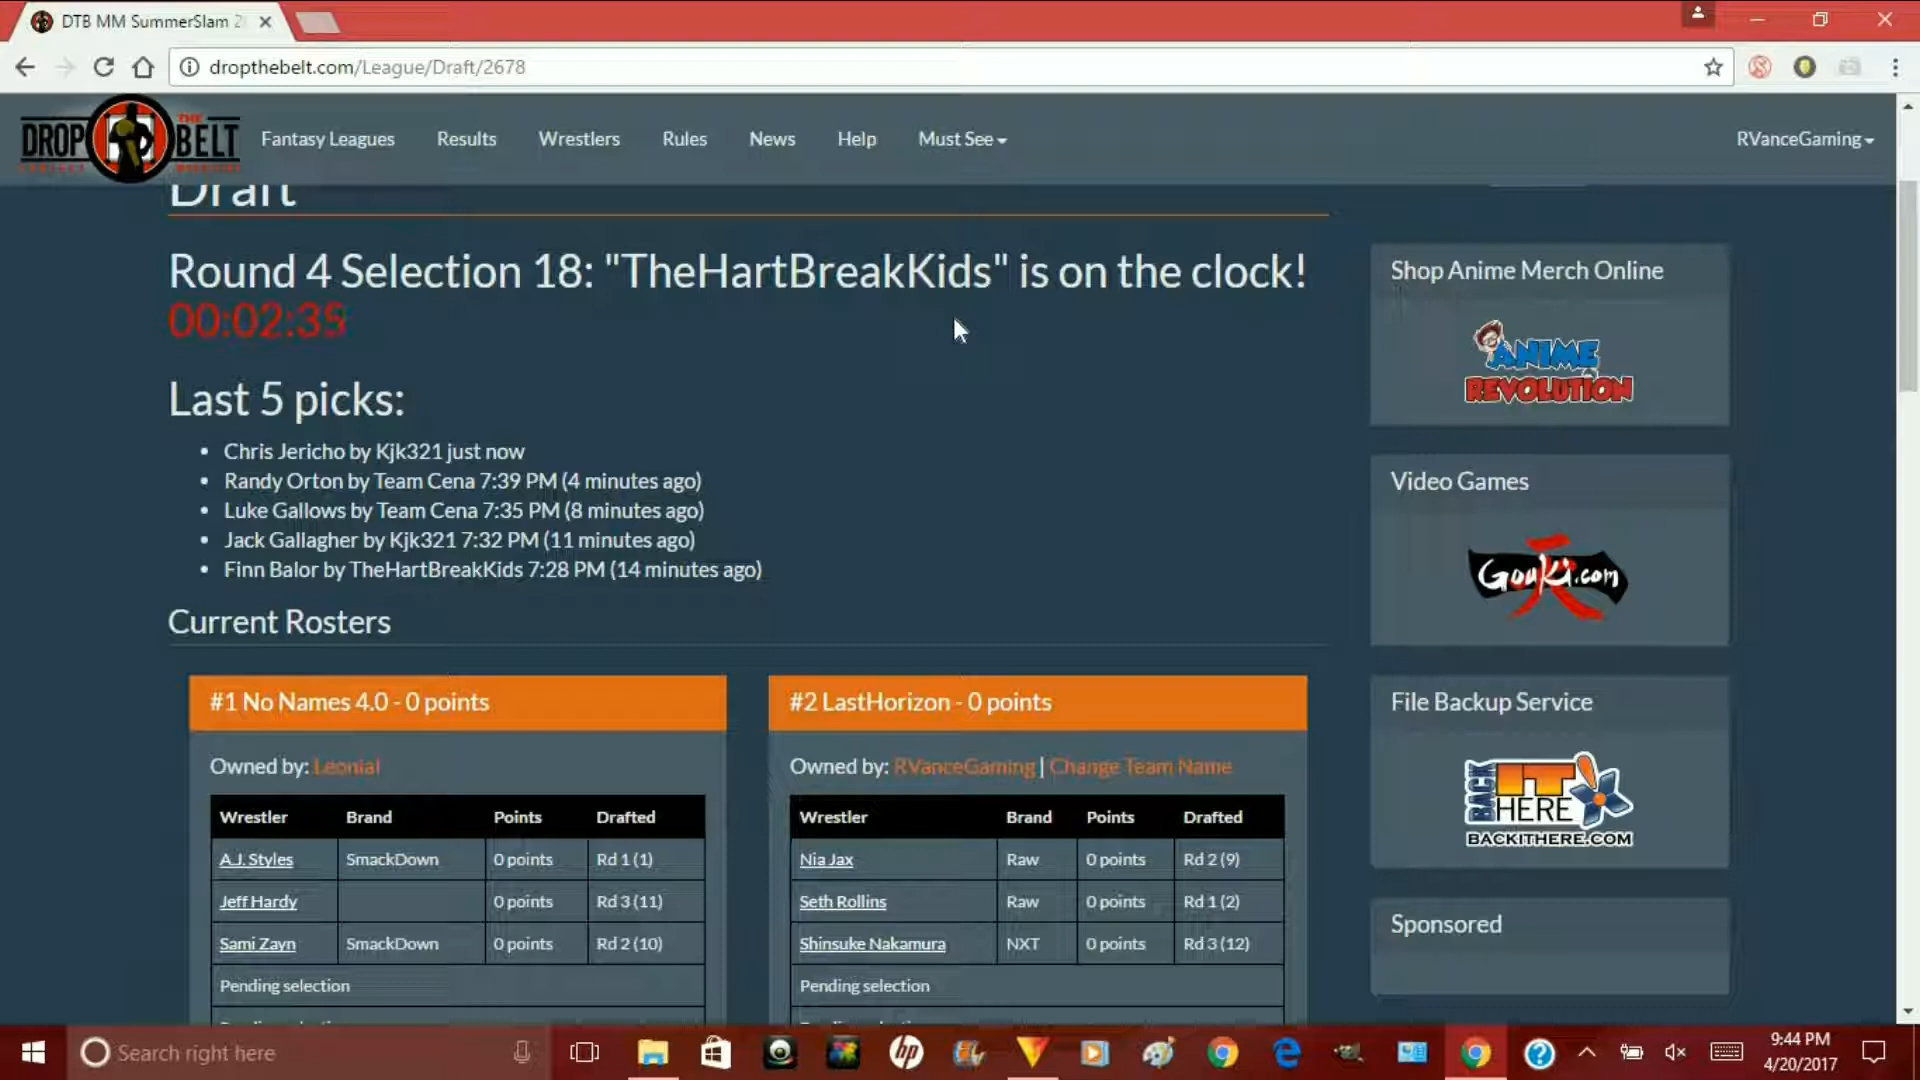 DTB MM SummerSlam 2
dropthebelt.com/League/Draft/2678
DROP THE BELT
Fantasy Leagues
Results
Wrestlers
Rules
News
Help
Must See
RVanceGaming
Draft
Round 4 Selection 18: "TheHartBreakKids" is on the clock!
00:02:35
Last 5 picks:
Chris Jericho by Kjk321 just now
Randy Orton by Team Cena 7:39 PM (4 minutes ago)
Luke Gallows by Team Cena 7:35 PM (8 minutes ago)
Jack Gallagher by Kjk321 7:32 PM (11 minutes ago)
Finn Balor by TheHartBreakKids 7:28 PM (14 minutes ago)
Current Rosters
#1 No Names 4.0 - 0 points
Owned by: Leonial
Wrestler Brand Points Drafted
A.J. Styles SmackDown 0 points Rd 1 (1)
Jeff Hardy 0 points Rd 3 (11)
Sami Zayn SmackDown 0 points Rd 2 (10)
Pending selection
#2 LastHorizon - 0 points
Owned by: RVanceGaming | Change Team Name
Wrestler Brand Points Drafted
Nia Jax Raw 0 points Rd 2 (9)
Seth Rollins Raw 0 points Rd 1 (2)
Shinsuke Nakamura NXT 0 points Rd 3 (12)
Pending selection
Shop Anime Merch Online
ANIME
REVOLUTION
Video Games
Gouki.com
File Backup Service
BACK IT HERE
BACKITHERE.COM
Sponsored
Search right here
9:44 PM
4/20/2017